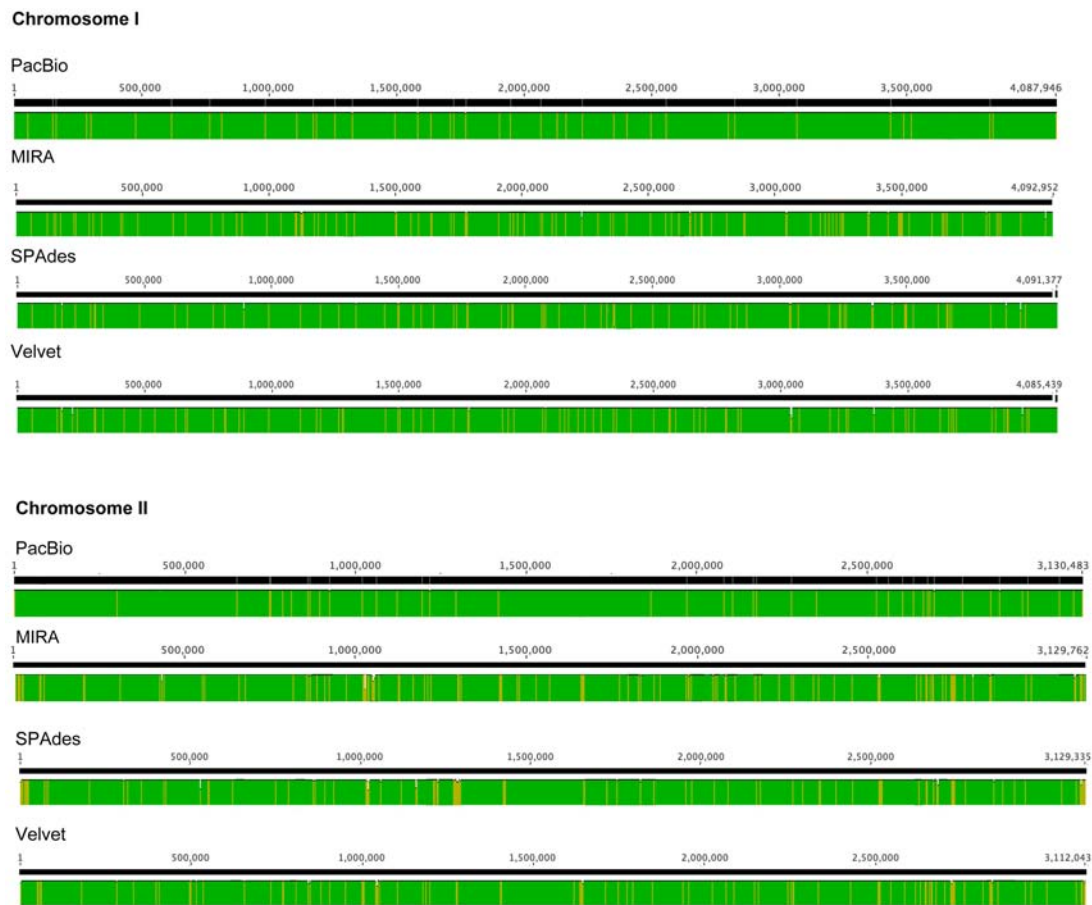 Chromosome I
PacBio
1 500,000 1,000,000 1,500,000 2,000,000 2,500,000 3,000,000 3,500,000 4,087,946
MIRA
1 500,000 1,000,000 1,500,000 2,000,000 2,500,000 3,000,000 3,500,000 4,092,952
SPAdes
1 500,000 1,000,000 1,500,000 2,000,000 2,500,000 3,000,000 3,500,000 4,091,377
Velvet
1 500,000 1,000,000 1,500,000 2,000,000 2,500,000 3,000,000 3,500,000 4,085,439
Chromosome II
PacBio
1 500,000 1,000,000 1,500,000 2,000,000 2,500,000 3,130,483
MIRA
1 500,000 1,000,000 1,500,000 2,000,000 2,500,000 3,129,762
SPAdes
1 500,000 1,000,000 1,500,000 2,000,000 2,500,000 3,129,335
Velvet
1 500,000 1,000,000 1,500,000 2,000,000 2,500,000 3,112,043